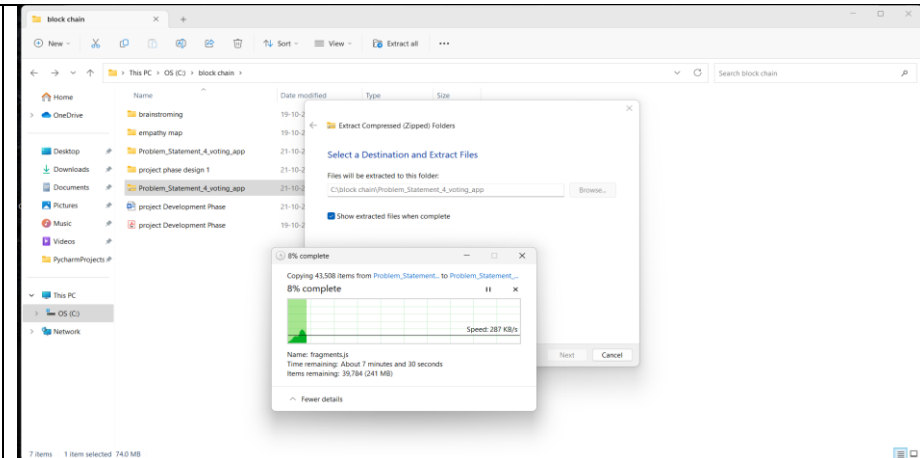 block chain
New
Sort
View
Extract all
This PC > OS (C:) > block chain >
Search block chain
Name Date modified Type Size
Home
OneDrive
Desktop
Downloads
Documents
Pictures
Music
Videos
PycharmProjects
This PC
OS (C:)
Network
brainstroming 19-10-2
empathy map 19-10-2
Problem_Statement_4_voting_app 21-10-2
project phase design 1 21-10-2
Problem_Statement_4_voting_app 21-10-2
project Development Phase 21-10-2
project Development Phase 19-10-2
Extract Compressed (Zipped) Folders
Select a Destination and Extract Files
Files will be extracted to this folder:
C:\block chain\Problem_Statement_4_voting_app
Browse...
Show extracted files when complete
Next
Cancel
8% complete
Copying 43,508 items from Problem_Statement... to Problem_Statement_...
8% complete
Speed: 287 KB/s
Name: fragments.js
Time remaining: About 7 minutes and 30 seconds
Items remaining: 39,784 (241 MB)
Fewer details
7 items 1 item selected 74.0 MB